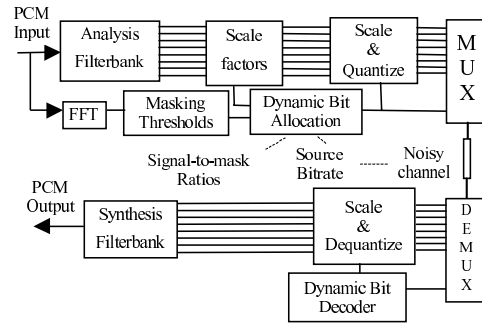 PCM
Input
Analysis
Filterbank
Scale
factors
Scale
&
Quantize
M
U
X
FFT
Masking
Thresholds
Dynamic Bit
Allocation
Signal-to-mask
Ratios
Source
Bitrate
Noisy
channel
PCM
Output
Synthesis
Filterbank
Scale
&
Dequantize
D
E
M
U
X
Dynamic Bit
Decoder